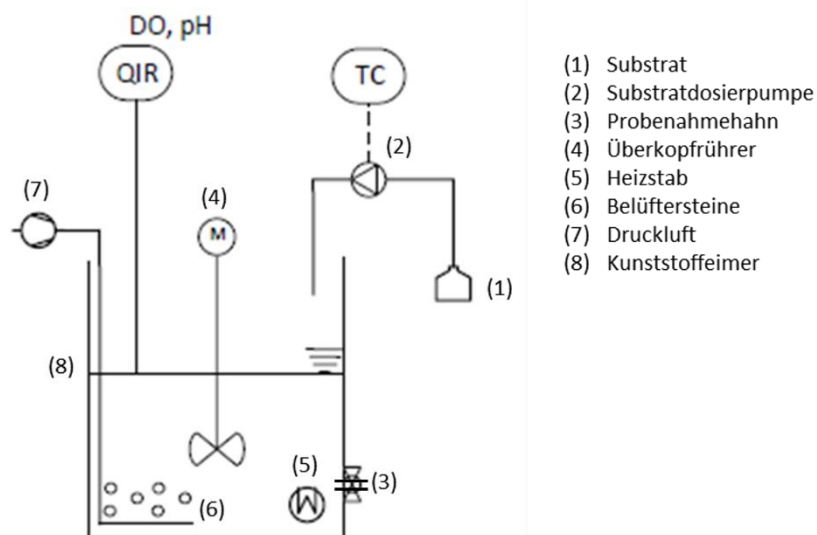 DO, pH
QIR
TC
(2)
(7)
(4)
M
(1)
(8)
(5)
(3)
(6)
(1) Substrat
(2) Substratdosierpumpe
(3) Probenahmehahn
(4) Überkopfrührer
(5) Heizstab
(6) Belüftersteine
(7) Druckluft
(8) Kunststoffeimer